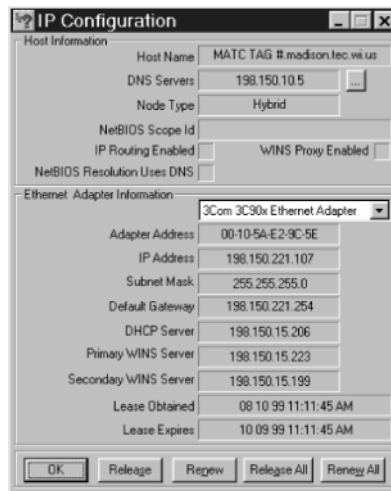 IP Configuration
Host Information
Host Name MATC TAG #.madison.tec.wi.us
DNS Servers 198.150.10.5 ...
Node Type Hybrid
NetBIOS Scope Id
IP Routing Enabled WINS Proxy Enabled
NetBIOS Resolution Uses DNS
Ethernet Adapter Information
3Com 3C90x Ethernet Adapter
Adapter Address 00-10-5A-E2-9C-5E
IP Address 198.150.221.107
Subnet Mask 255.255.255.0
Default Gateway 198.150.221.254
DHCP Server 198.150.15.206
Primary WINS Server 198.150.15.223
Secondary WINS Server 198.150.15.199
Lease Obtained 08 10 99 11:11:45 AM
Lease Expires 10 09 99 11:11:45 AM
OK Release Renew Release All Renew All